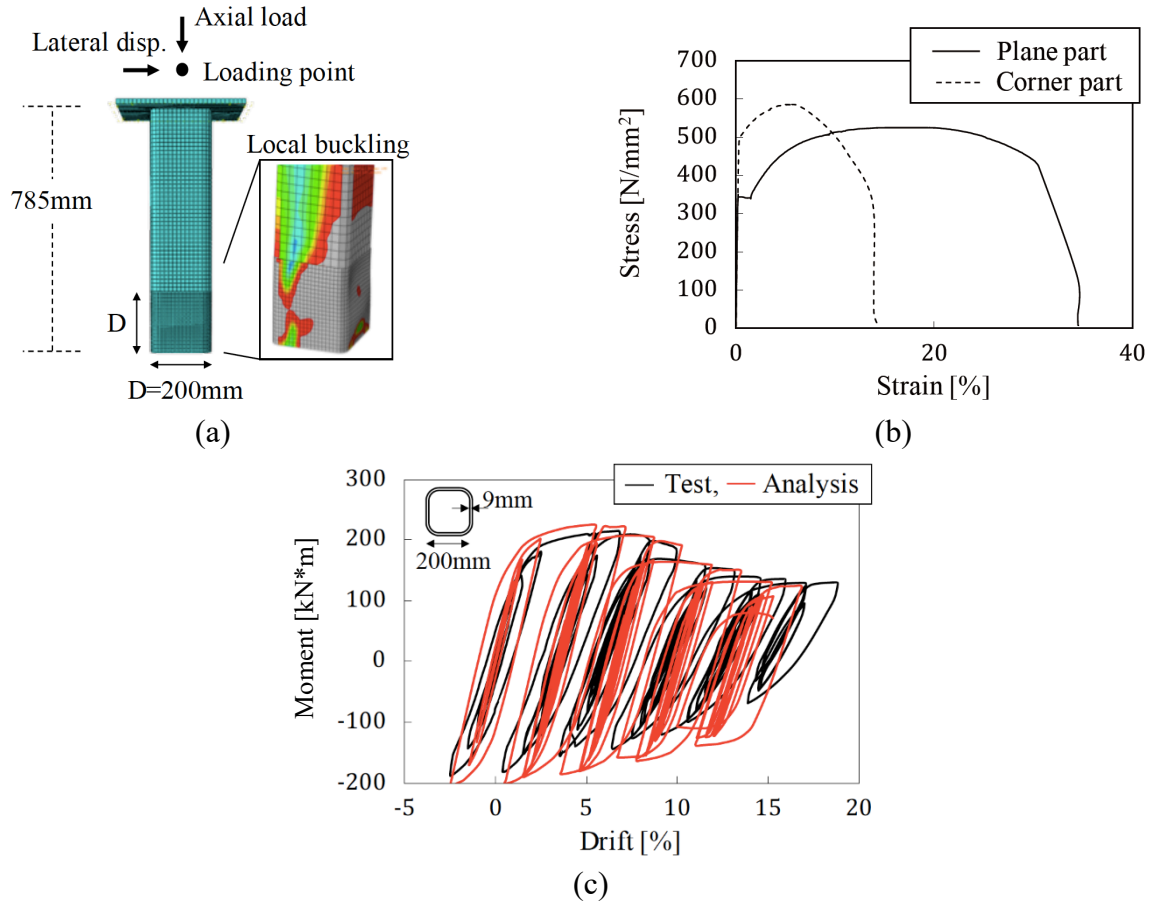 Axial load
Lateral disp.
Loading point
Local buckling
785mm
D
D=200mm
(a)
Plane part
Corner part
700
600
500
400
300
200
100
0
Stress [N/mm²]
0
20
40
Strain [%]
(b)
Test, Analysis
9mm
200mm
300
200
100
0
-100
-200
Moment [kN*m]
-5
0
5
10
15
20
Drift [%]
(c)